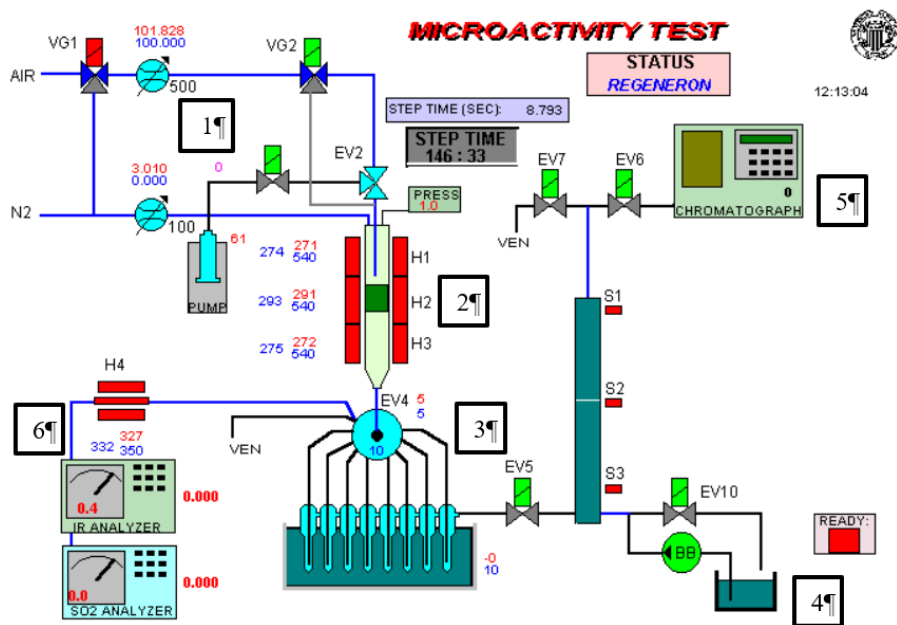 MICROACTIVITY TEST
STATUS
REGENERON
12:13:04
VG1
101.828
100.000
VG2
AIR
500
STEP TIME (SEC): 8.793
STEP TIME
146 : 33
1¶
EV2
0
3.010
0.000
N2
100
PRESS
1.0
EV7
EV6
0
CHROMATOGRAPH
5¶
VEN
61
PUMP
274
271
540
H1
293
291
540
H2
2¶
275
272
540
H3
S1
S2
S3
H4
6¶
332
327
350
EV4
5
5
10
3¶
VEN
0.4
IR ANALYZER
0.000
0.0
SO2 ANALYZER
0.000
EV5
-0
10
EV10
BB
READY:
4¶